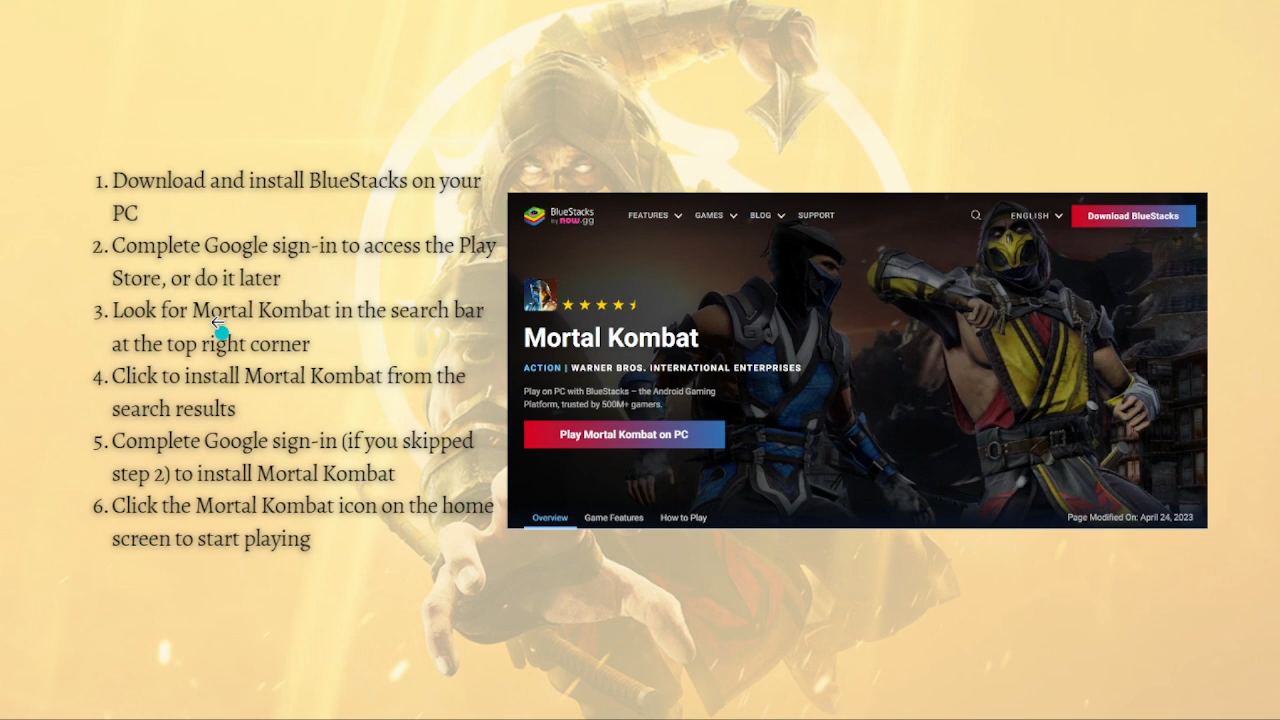 1. Download and install BlueStacks on your
PC
2. Complete Google sign-in to access the Play
Store, or do it later
3. Look for Mortal Kombat in the search bar
at the top right corner
4. Click to install Mortal Kombat from the
search results
5. Complete Google sign-in (if you skipped
step 2) to install Mortal Kombat
6. Click the Mortal Kombat icon on the home
screen to start playing
BlueStacks
by now.gg
FEATURES GAMES BLOG SUPPORT ENGLISH Download BlueStacks
Mortal Kombat
ACTION | WARNER BROS. INTERNATIONAL ENTERPRISES
Play on PC with BlueStacks – the Android Gaming
Platform, trusted by 500M+ gamers.
Play Mortal Kombat on PC
Overview Game Features How to Play Page Modified On: April 24, 2023